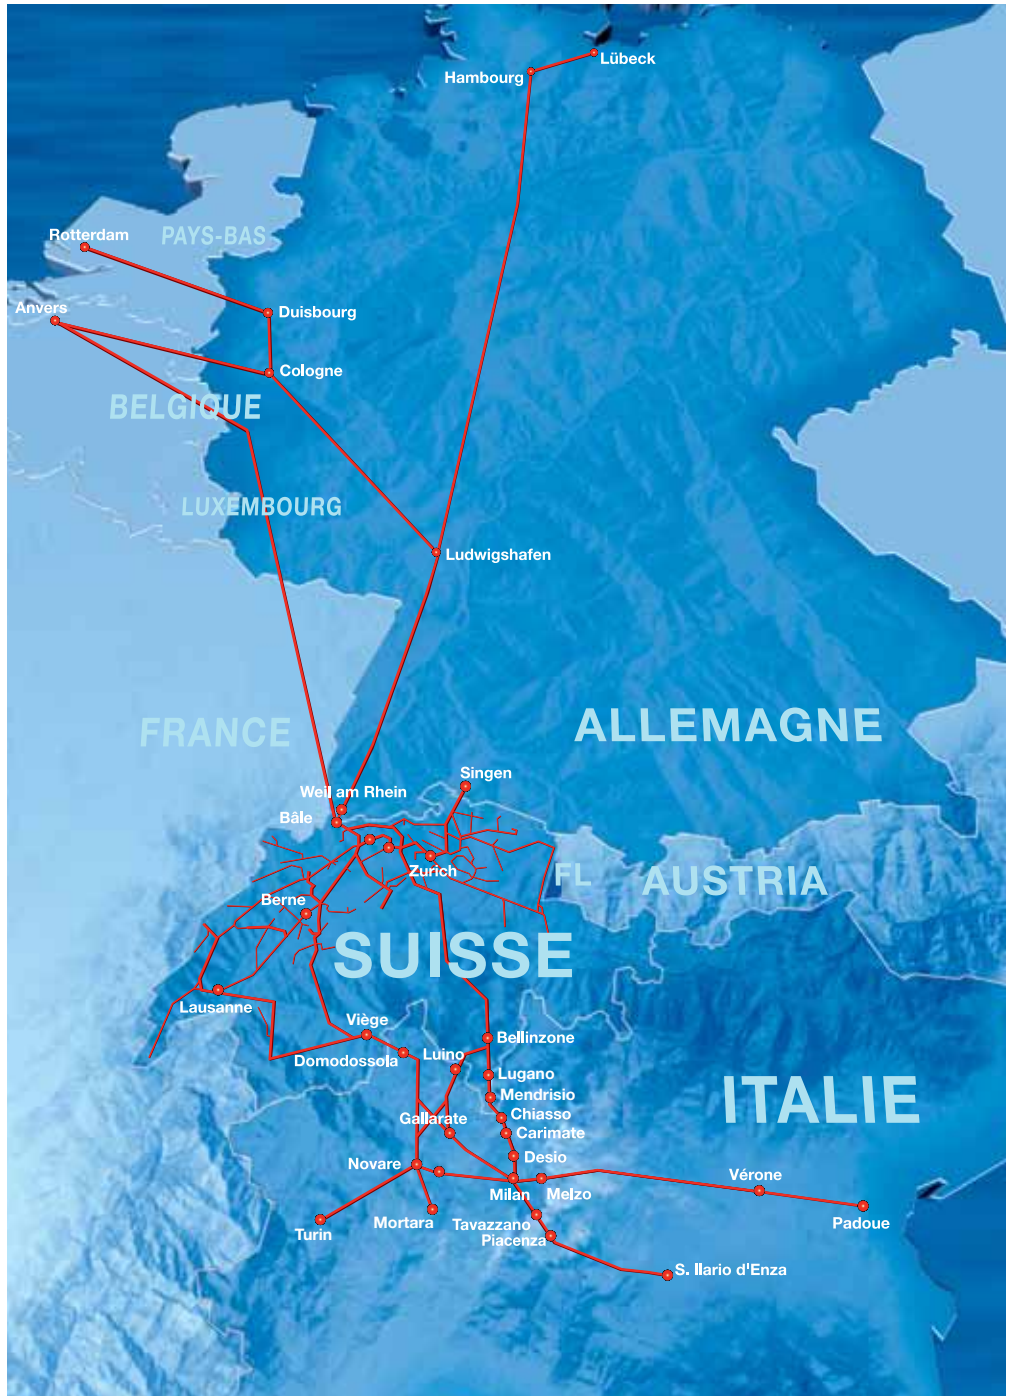 Lübeck
Hambourg
Rotterdam
PAYS-BAS
Anvers
Duisbourg
Cologne
BELGIQUE
LUXEMBOURG
Ludwigshafen
FRANCE
ALLEMAGNE
Singen
Weil am Rhein
Bâle
Zurich
FL
AUSTRIA
Berne
SUISSE
Lausanne
Viège
Bellinzone
Domodossola
Luino
Lugano
Mendrisio
ITALIE
Gallarate
Chiasso
Carimate
Desio
Novare
Vérone
Milan
Melzo
Mortara
Tavazzano
Padoue
Turin
Piacenza
S. Ilario d'Enza